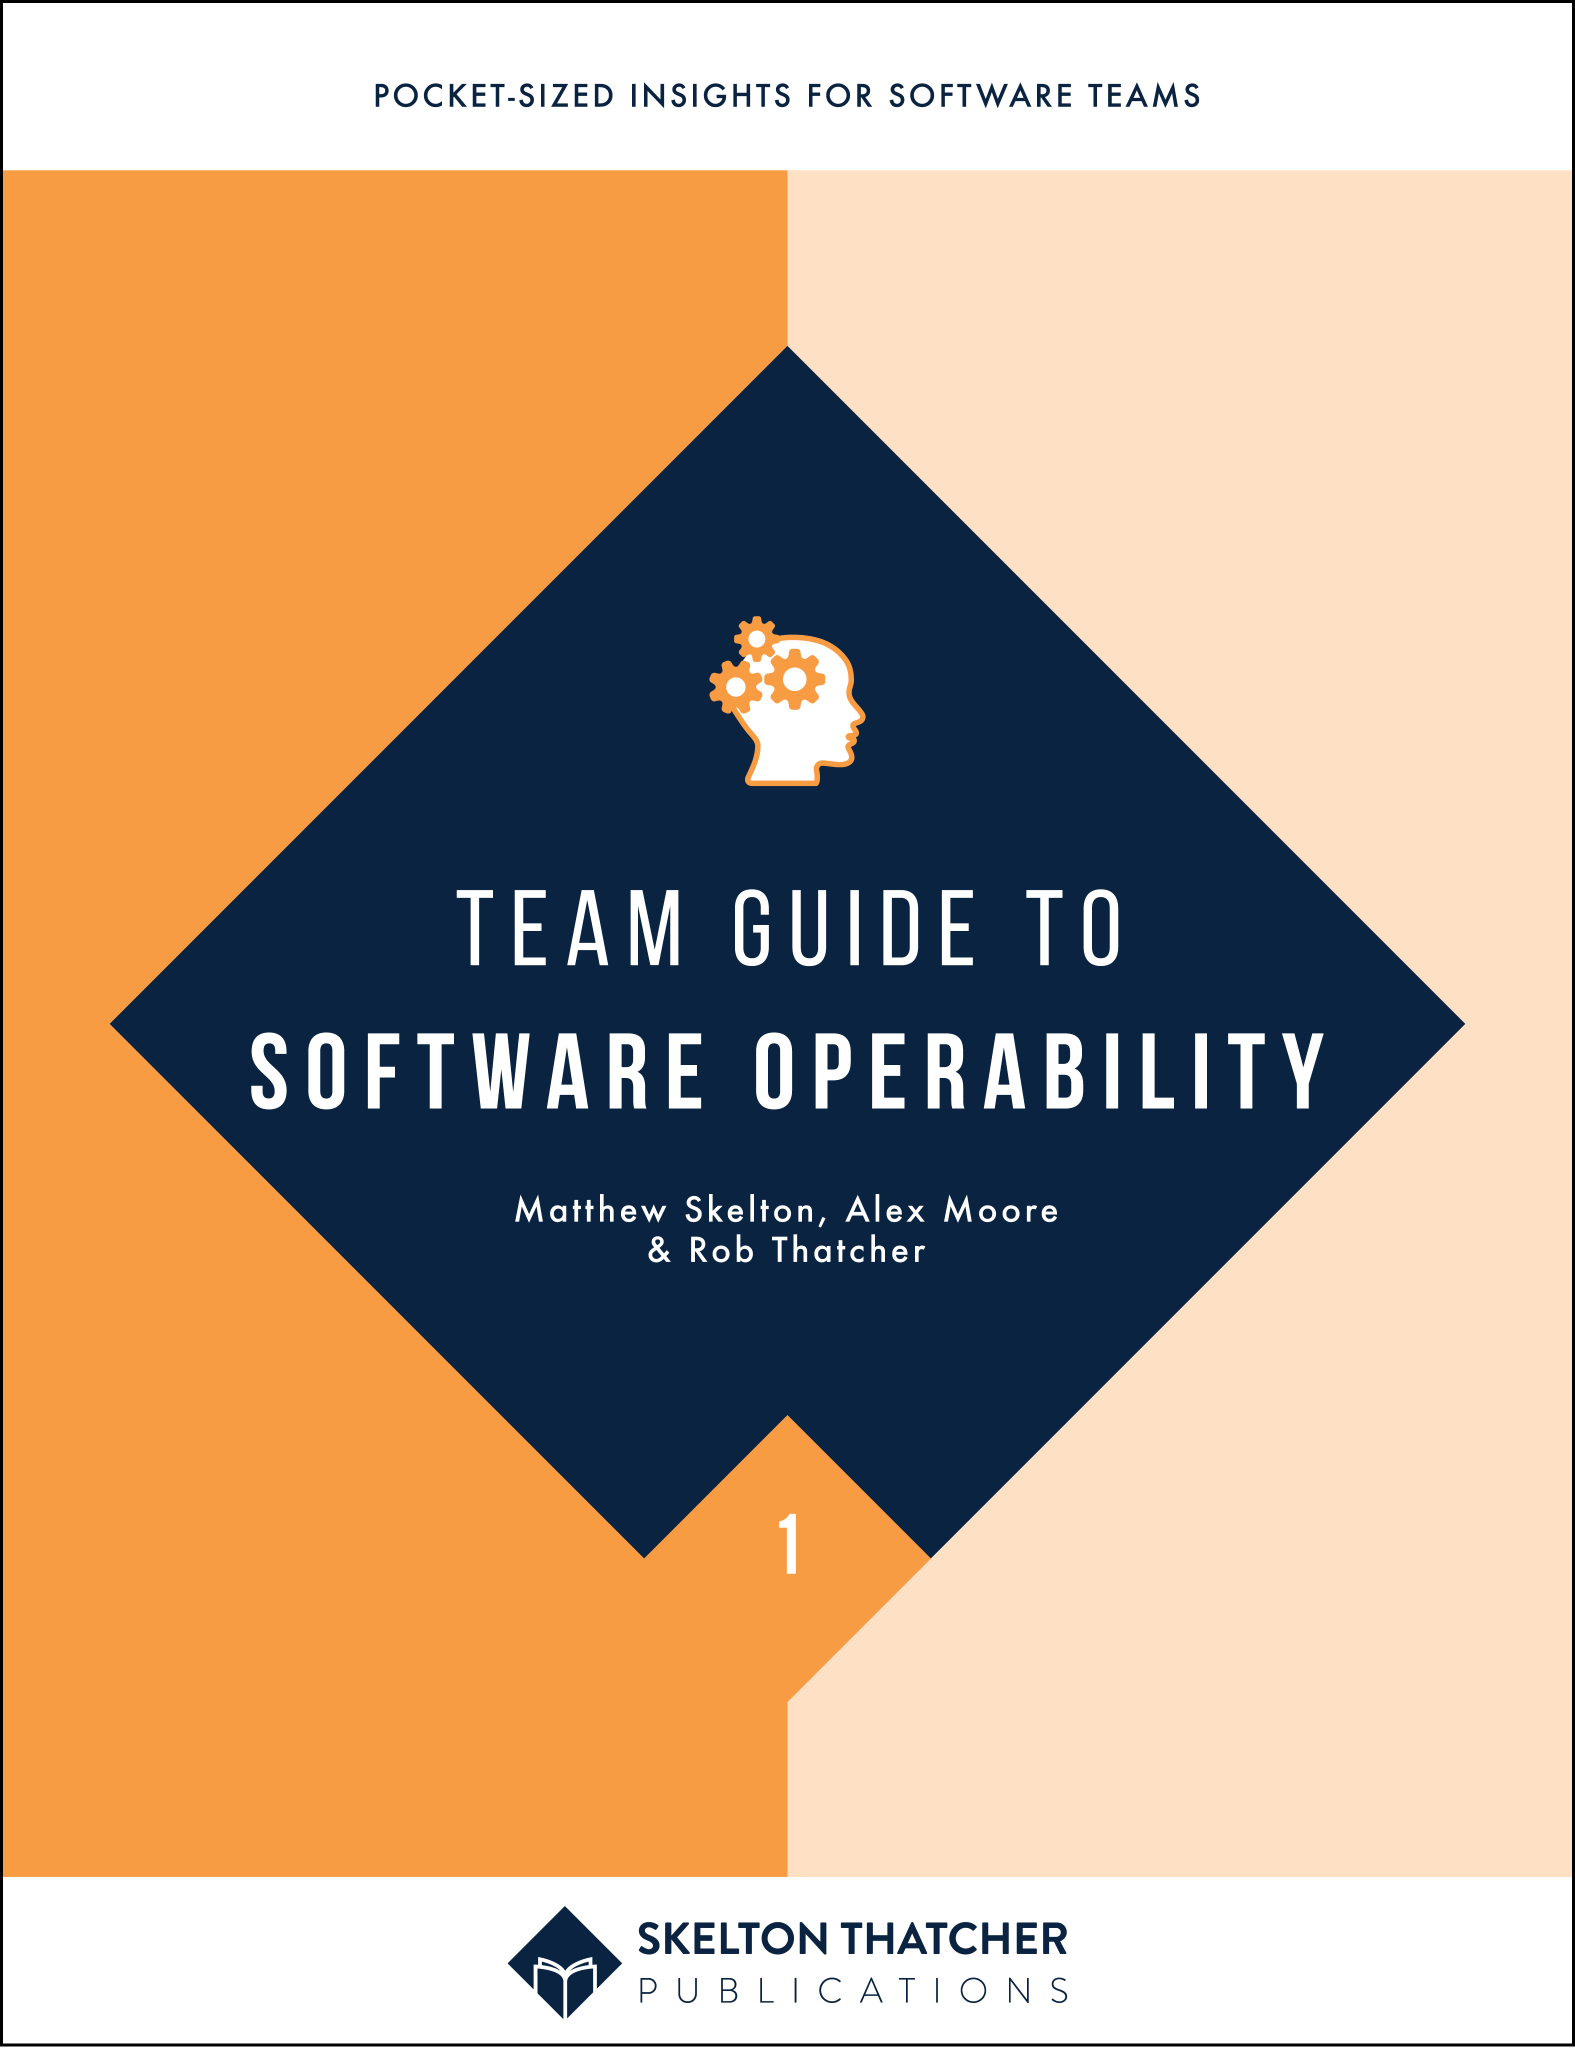 POCKET-SIZED INSIGHTS FOR SOFTWARE TEAMS
TEAM GUIDE TO
SOFTWARE OPERABILITY
Matthew Skelton, Alex Moore
& Rob Thatcher
1
SKELTON THATCHER
PUBLICATIONS